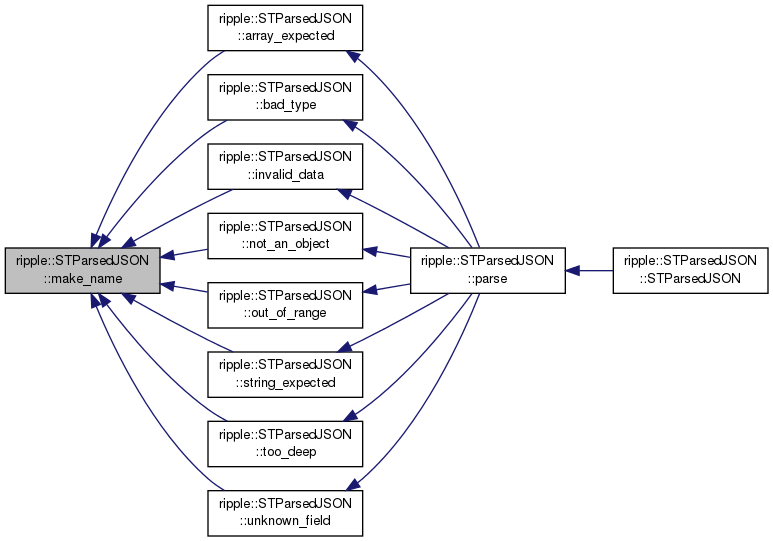 ripple::STParsedJSON
::array_expected
ripple::STParsedJSON
::bad_type
ripple::STParsedJSON
::invalid_data
ripple::STParsedJSON
::not_an_object
ripple::STParsedJSON
::make_name
ripple::STParsedJSON
::parse
ripple::STParsedJSON
::STParsedJSON
ripple::STParsedJSON
::out_of_range
ripple::STParsedJSON
::string_expected
ripple::STParsedJSON
::too_deep
ripple::STParsedJSON
::unknown_field